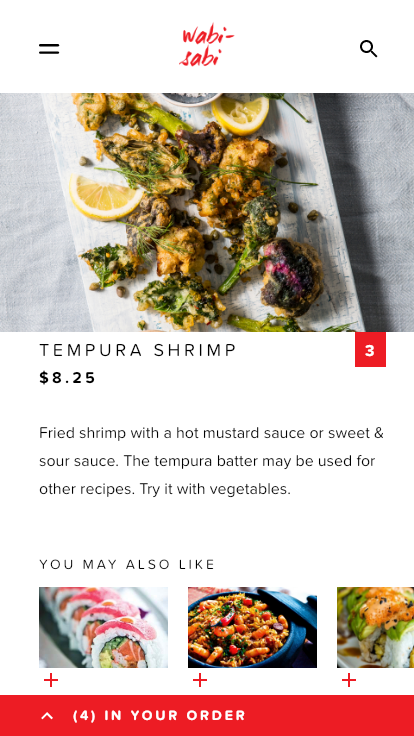 wabi-
sabi
TEMPURA SHRIMP
3
$8.25
Fried shrimp with a hot mustard sauce or sweet &
sour sauce. The tempura batter may be used for
other recipes. Try it with vegetables.
YOU MAY ALSO LIKE
(4) IN YOUR ORDER